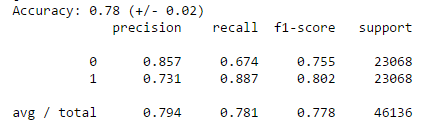 Accuracy: 0.78 (+/- 0.02)
precision recall f1-score support
0 0.857 0.674 0.755 23068
1 0.731 0.887 0.802 23068
avg / total 0.794 0.781 0.778 46136